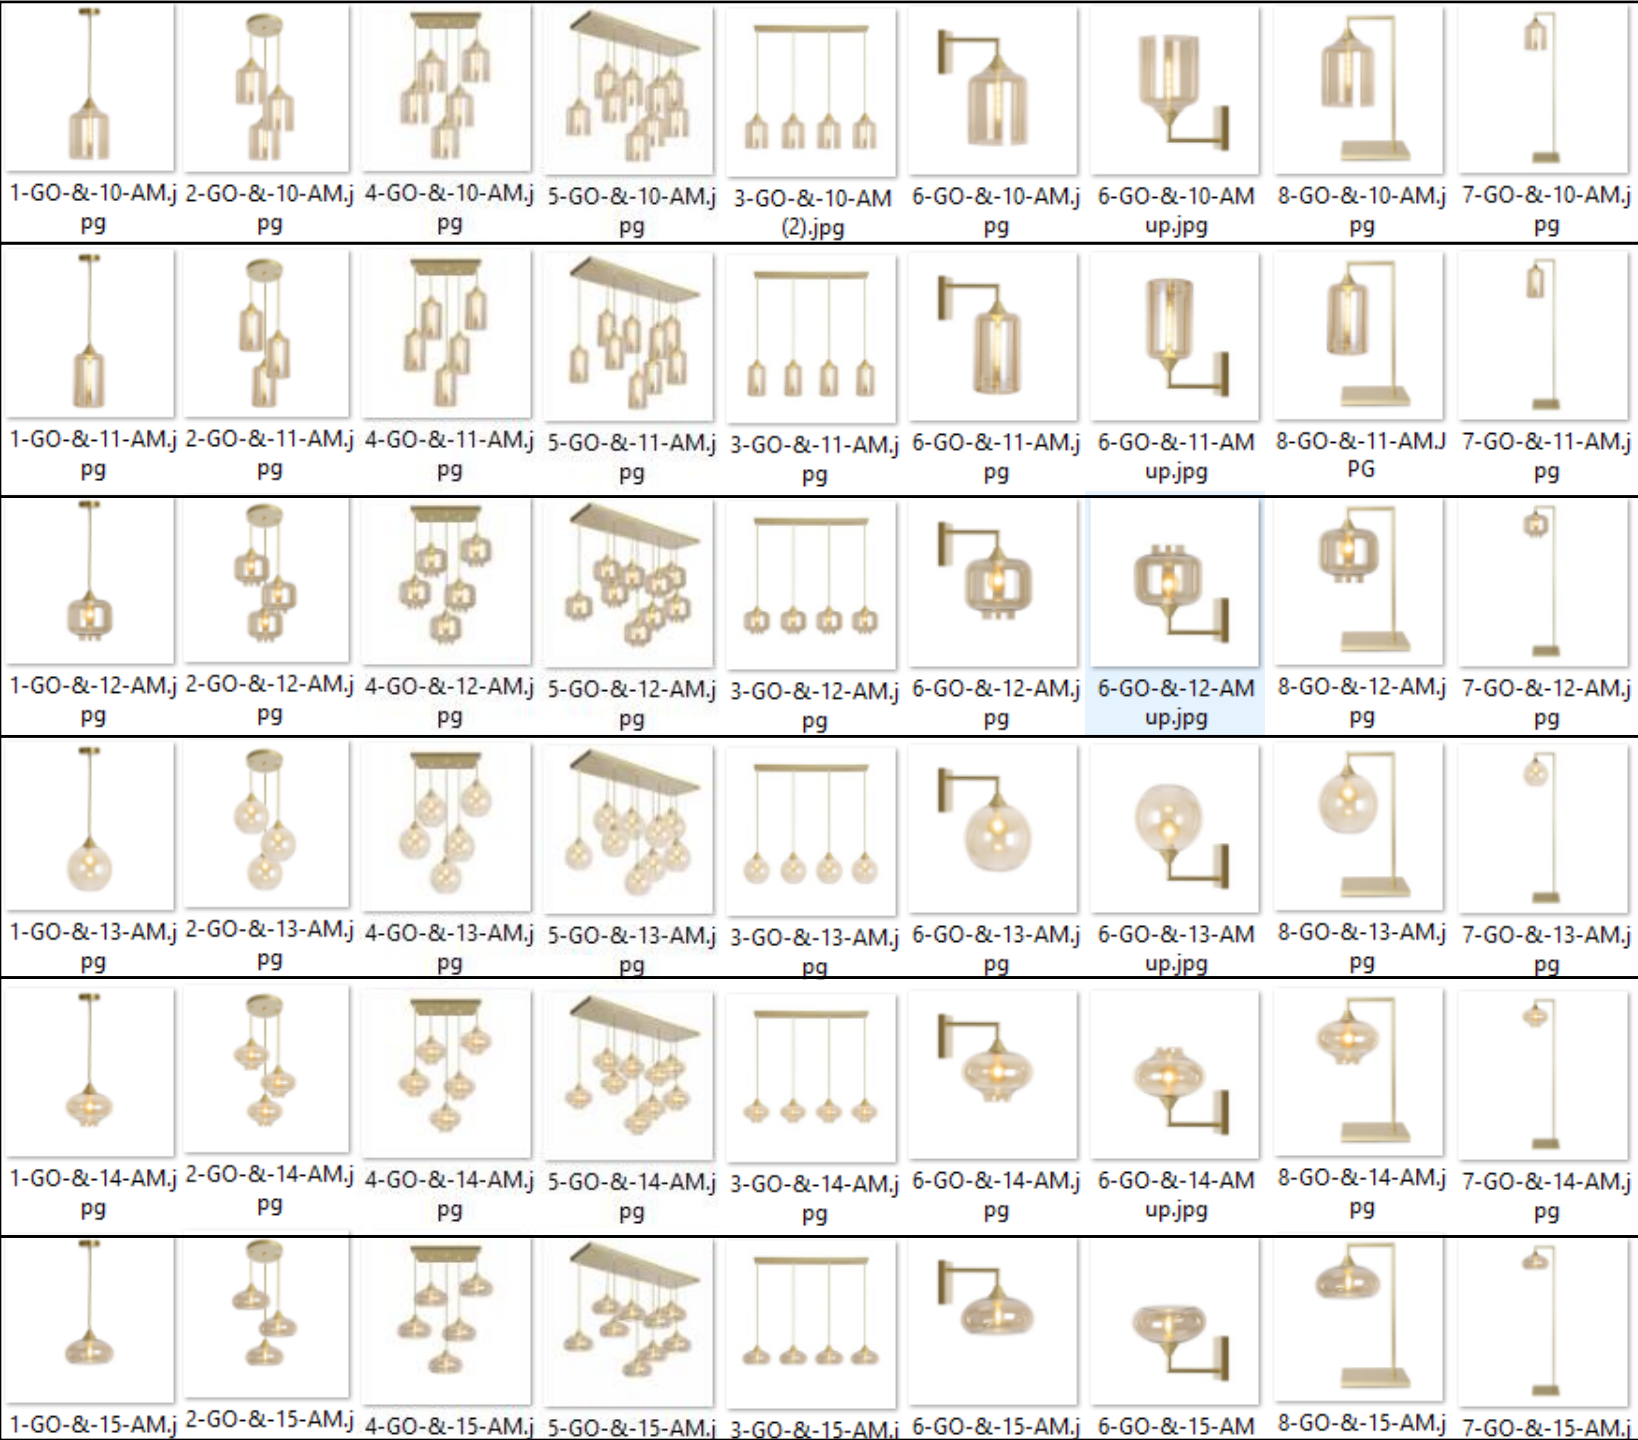 1-GO-&-10-AM.j
pg
2-GO-&-10-AM.j
pg
4-GO-&-10-AM.j
pg
5-GO-&-10-AM.j
pg
3-GO-&-10-AM
(2).jpg
6-GO-&-10-AM.j
pg
6-GO-&-10-AM
up.jpg
8-GO-&-10-AM.j
pg
7-GO-&-10-AM.j
pg
1-GO-&-11-AM.j
pg
2-GO-&-11-AM.j
pg
4-GO-&-11-AM.j
pg
5-GO-&-11-AM.j
pg
3-GO-&-11-AM.j
pg
6-GO-&-11-AM.j
pg
6-GO-&-11-AM
up.jpg
8-GO-&-11-AM.J
PG
7-GO-&-11-AM.j
pg
1-GO-&-12-AM.j
pg
2-GO-&-12-AM.j
pg
4-GO-&-12-AM.j
pg
5-GO-&-12-AM.j
pg
3-GO-&-12-AM.j
pg
6-GO-&-12-AM.j
pg
6-GO-&-12-AM
up.jpg
8-GO-&-12-AM.j
pg
7-GO-&-12-AM.j
pg
1-GO-&-13-AM.j
pg
2-GO-&-13-AM.j
pg
4-GO-&-13-AM.j
pg
5-GO-&-13-AM.j
pg
3-GO-&-13-AM.j
pg
6-GO-&-13-AM.j
pg
6-GO-&-13-AM
up.jpg
8-GO-&-13-AM.j
pg
7-GO-&-13-AM.j
pg
1-GO-&-14-AM.j
pg
2-GO-&-14-AM.j
pg
4-GO-&-14-AM.j
pg
5-GO-&-14-AM.j
pg
3-GO-&-14-AM.j
pg
6-GO-&-14-AM.j
pg
6-GO-&-14-AM
up.jpg
8-GO-&-14-AM.j
pg
7-GO-&-14-AM.j
pg
1-GO-&-15-AM.j
2-GO-&-15-AM.j
4-GO-&-15-AM.j
5-GO-&-15-AM.j
3-GO-&-15-AM.j
6-GO-&-15-AM.j
6-GO-&-15-AM
8-GO-&-15-AM.j
7-GO-&-15-AM.j